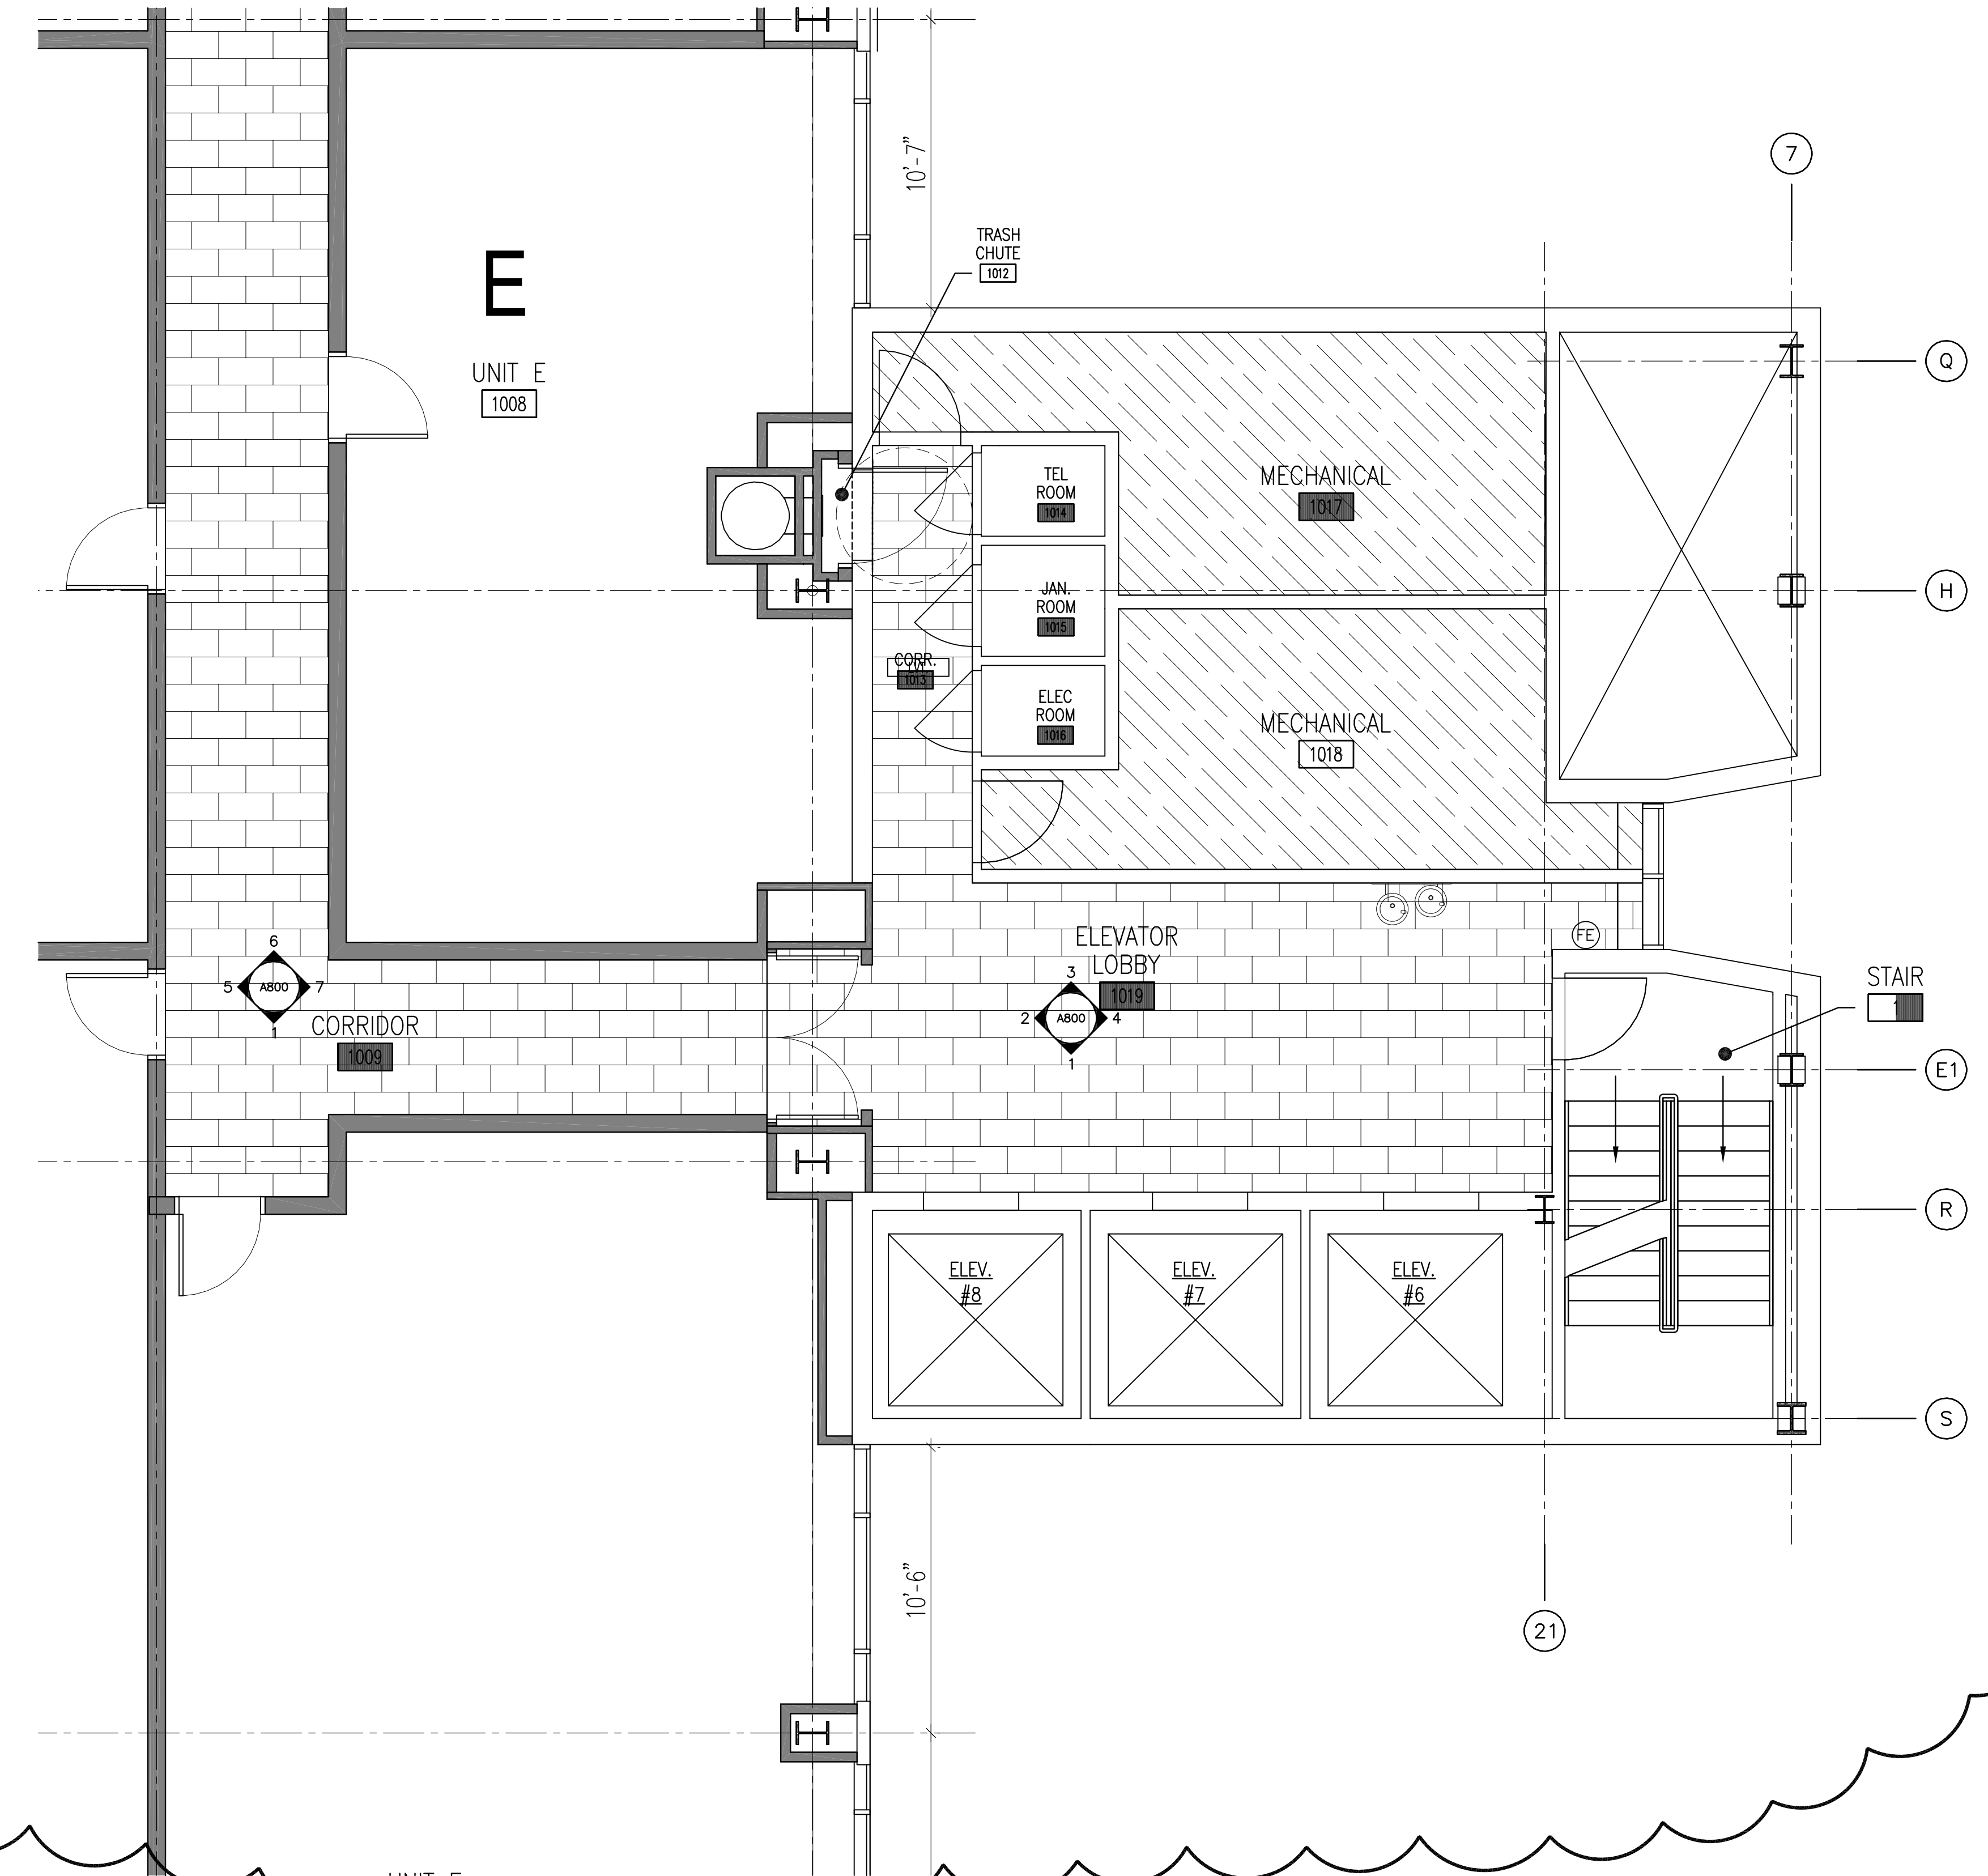 10'-7"
7
TRASH
CHUTE
1012
E
UNIT E
1008
Q
TEL
ROOM
1014
MECHANICAL
1017
H
JAN.
ROOM
1015
CORR.
1013
ELEC
ROOM
1016
MECHANICAL
1018
FE
ELEVATOR
LOBBY
1019
STAIR
1
6
5 A800 7
1
CORRIDOR
1009
3
2 A800 4
1
E1
R
ELEV.
#8
ELEV.
#7
ELEV.
#6
S
10'-6"
21